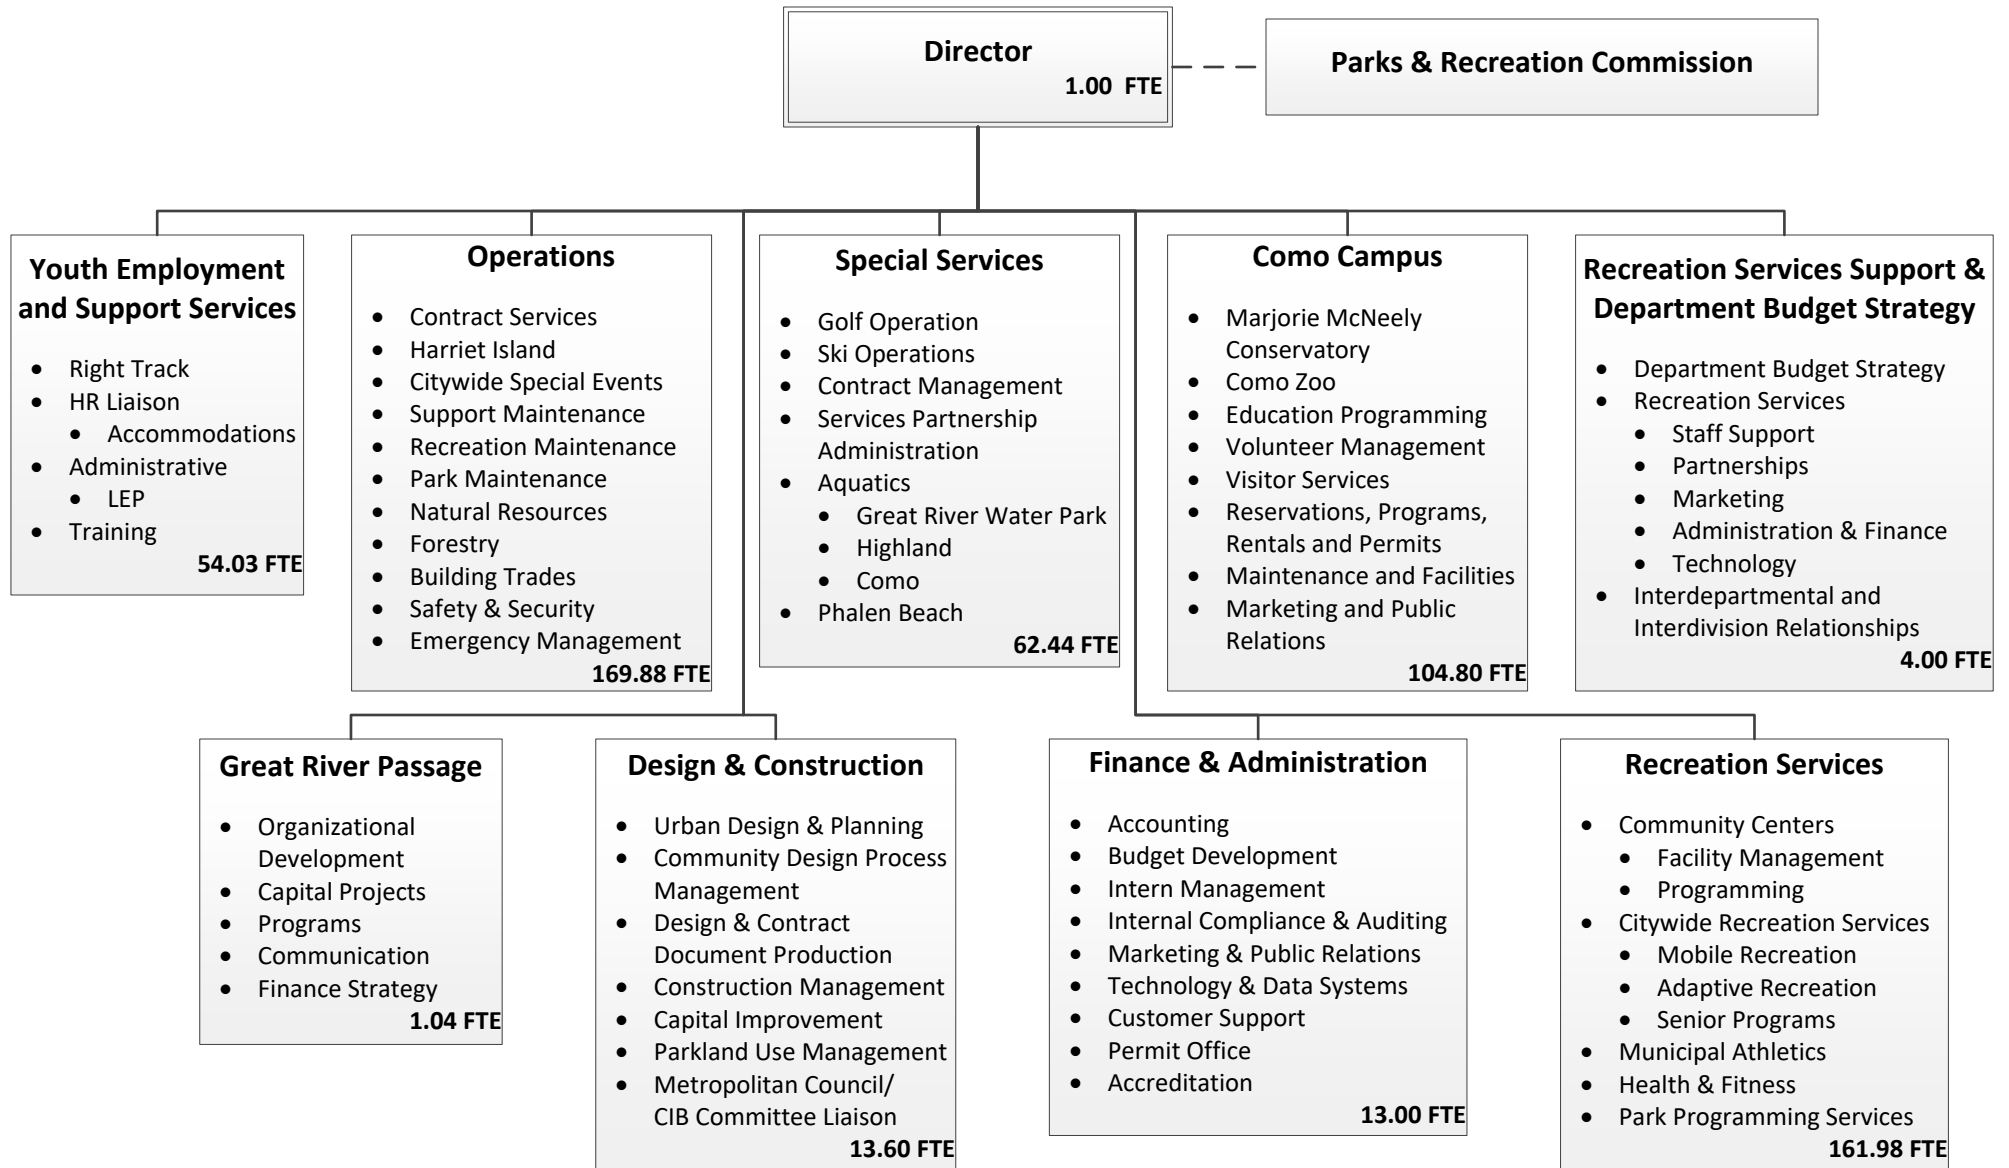 Director
1.00 FTE
Parks & Recreation Commission
Youth Employment
and Support Services
• Right Track
• HR Liaison
• Accommodations
• Administrative
• LEP
• Training
54.03 FTE
Operations
• Contract Services
• Harriet Island
• Citywide Special Events
• Support Maintenance
• Recreation Maintenance
• Park Maintenance
• Natural Resources
• Forestry
• Building Trades
• Safety & Security
• Emergency Management
169.88 FTE
Special Services
• Golf Operation
• Ski Operations
• Contract Management
• Services Partnership
Administration
• Aquatics
• Great River Water Park
• Highland
• Como
• Phalen Beach
62.44 FTE
Como Campus
• Marjorie McNeely
Conservatory
• Como Zoo
• Education Programming
• Volunteer Management
• Visitor Services
• Reservations, Programs,
Rentals and Permits
• Maintenance and Facilities
• Marketing and Public
Relations
104.80 FTE
Recreation Services Support &
Department Budget Strategy
• Department Budget Strategy
• Recreation Services
• Staff Support
• Partnerships
• Marketing
• Administration & Finance
• Technology
• Interdepartmental and
Interdivision Relationships
4.00 FTE
Great River Passage
• Organizational
Development
• Capital Projects
• Programs
• Communication
• Finance Strategy
1.04 FTE
Design & Construction
• Urban Design & Planning
• Community Design Process
Management
• Design & Contract
Document Production
• Construction Management
• Capital Improvement
• Parkland Use Management
• Metropolitan Council/
CIB Committee Liaison
13.60 FTE
Finance & Administration
• Accounting
• Budget Development
• Intern Management
• Internal Compliance & Auditing
• Marketing & Public Relations
• Technology & Data Systems
• Customer Support
• Permit Office
• Accreditation
13.00 FTE
Recreation Services
• Community Centers
• Facility Management
• Programming
• Citywide Recreation Services
• Mobile Recreation
• Adaptive Recreation
• Senior Programs
• Municipal Athletics
• Health & Fitness
• Park Programming Services
161.98 FTE